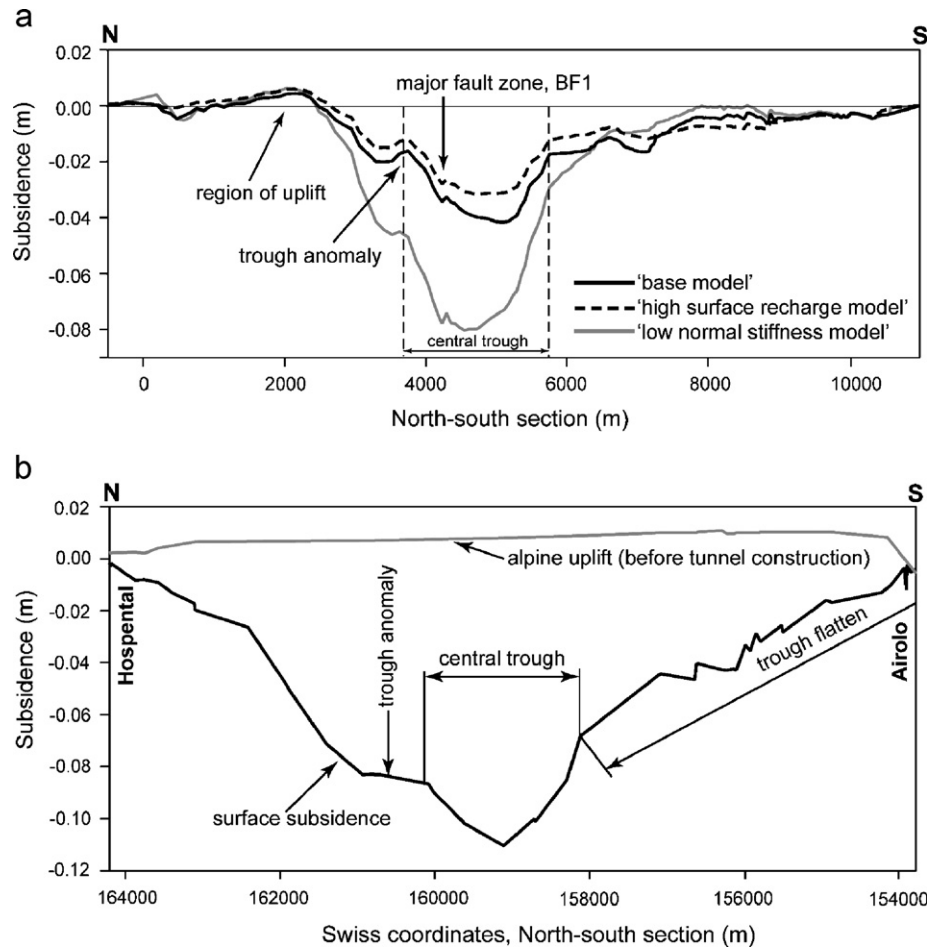 a
N
S
0.02
major fault zone, BF1
0.00
-0.02
region of uplift
trough anomaly
-0.04
-0.06
'base model'
'high surface recharge model'
-0.08
central trough
'low normal stiffness model'
Subsidence (m)
0
2000
4000
6000
8000
10000
North-south section (m)
b
N
S
0.02
0.00
alpine uplift (before tunnel construction)
-0.02
Hospental
trough anomaly
central trough
trough flatten
Airolo
-0.04
-0.06
-0.08
surface subsidence
-0.10
-0.12
Subsidence (m)
164000
162000
160000
158000
156000
154000
Swiss coordinates, North-south section (m)